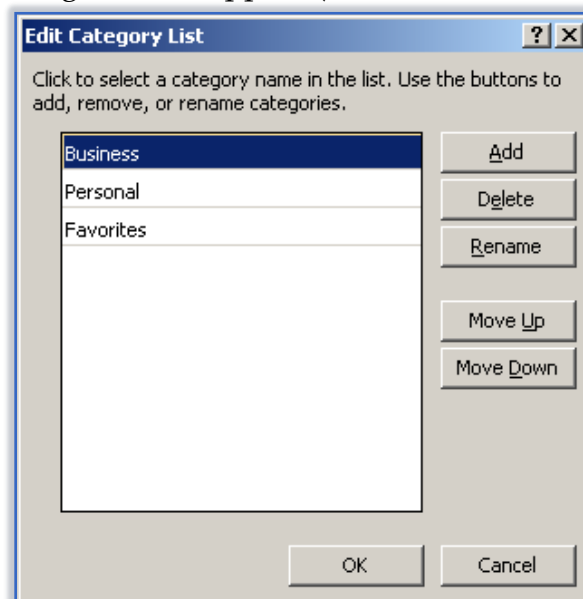 Edit Category List
Click to select a category name in the list. Use the buttons to
add, remove, or rename categories.
Business
Personal
Favorites
Add
Delete
Rename
Move Up
Move Down
OK
Cancel